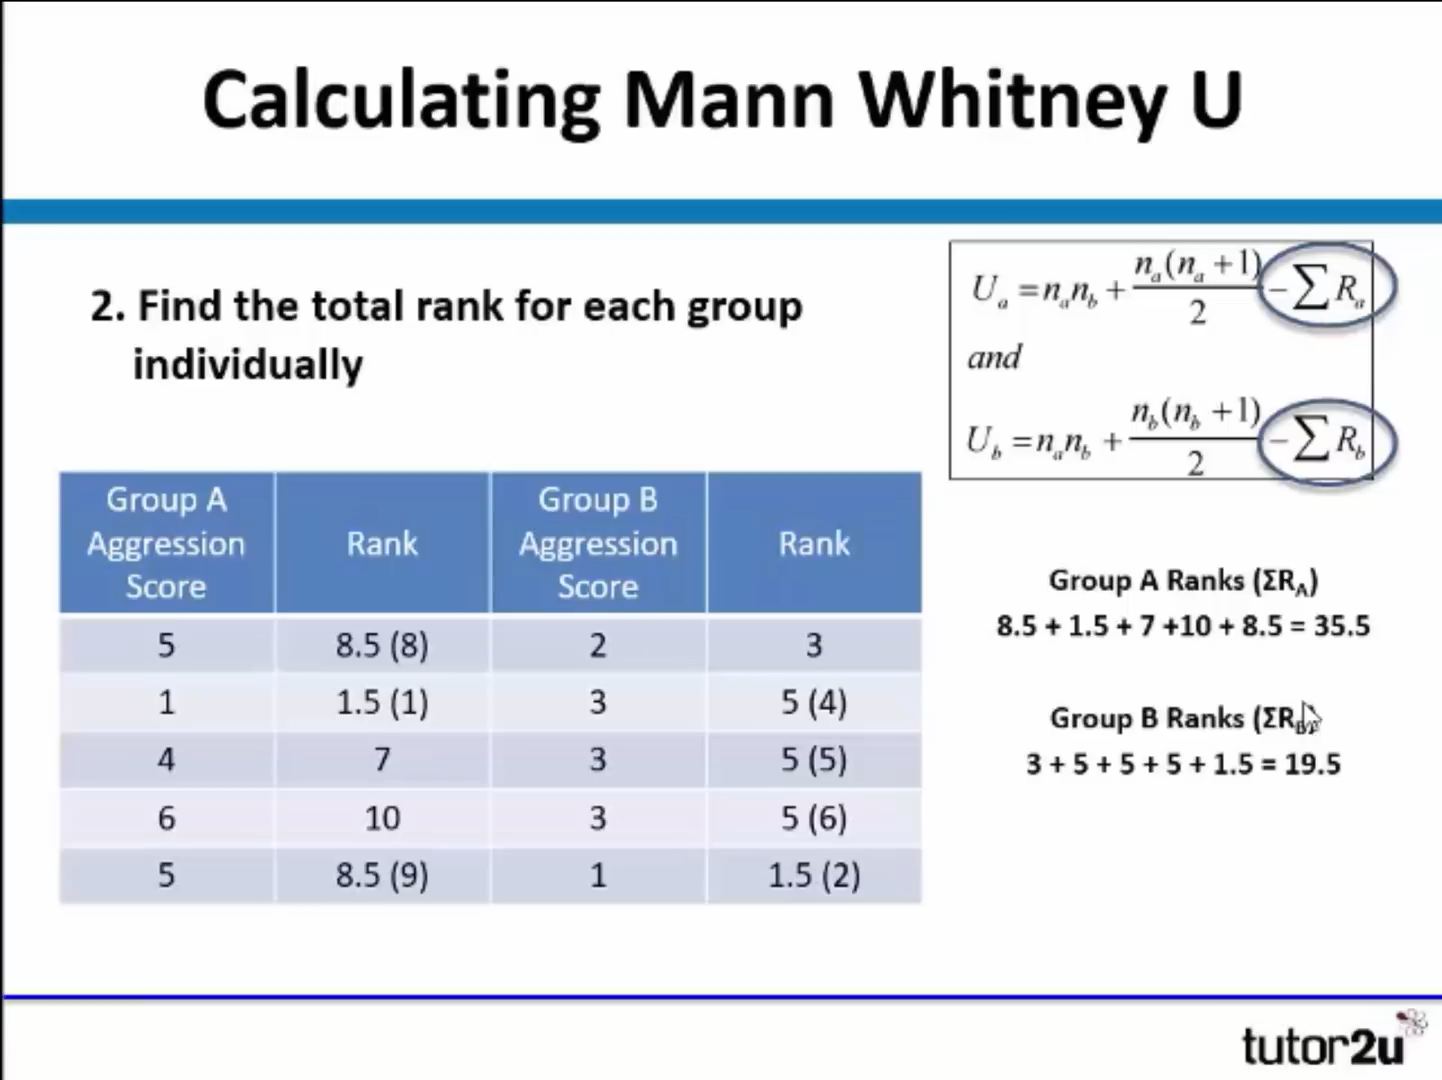 Calculating Mann Whitney U
2. Find the total rank for each group
individually
U_a = n_a n_b + n_a(n_a + 1)/2 − ∑ R_a
and
U_b = n_a n_b + n_b(n_b + 1)/2 − ∑ R_b
Group A Aggression Score | Rank | Group B Aggression Score | Rank
5 | 8.5 (8) | 2 | 3
1 | 1.5 (1) | 3 | 5 (4)
4 | 7 | 3 | 5 (5)
6 | 10 | 3 | 5 (6)
5 | 8.5 (9) | 1 | 1.5 (2)
Group A Ranks (ΣR_A)
8.5 + 1.5 + 7 +10 + 8.5 = 35.5
Group B Ranks (ΣR_B)
3 + 5 + 5 + 5 + 1.5 = 19.5
tutor2u